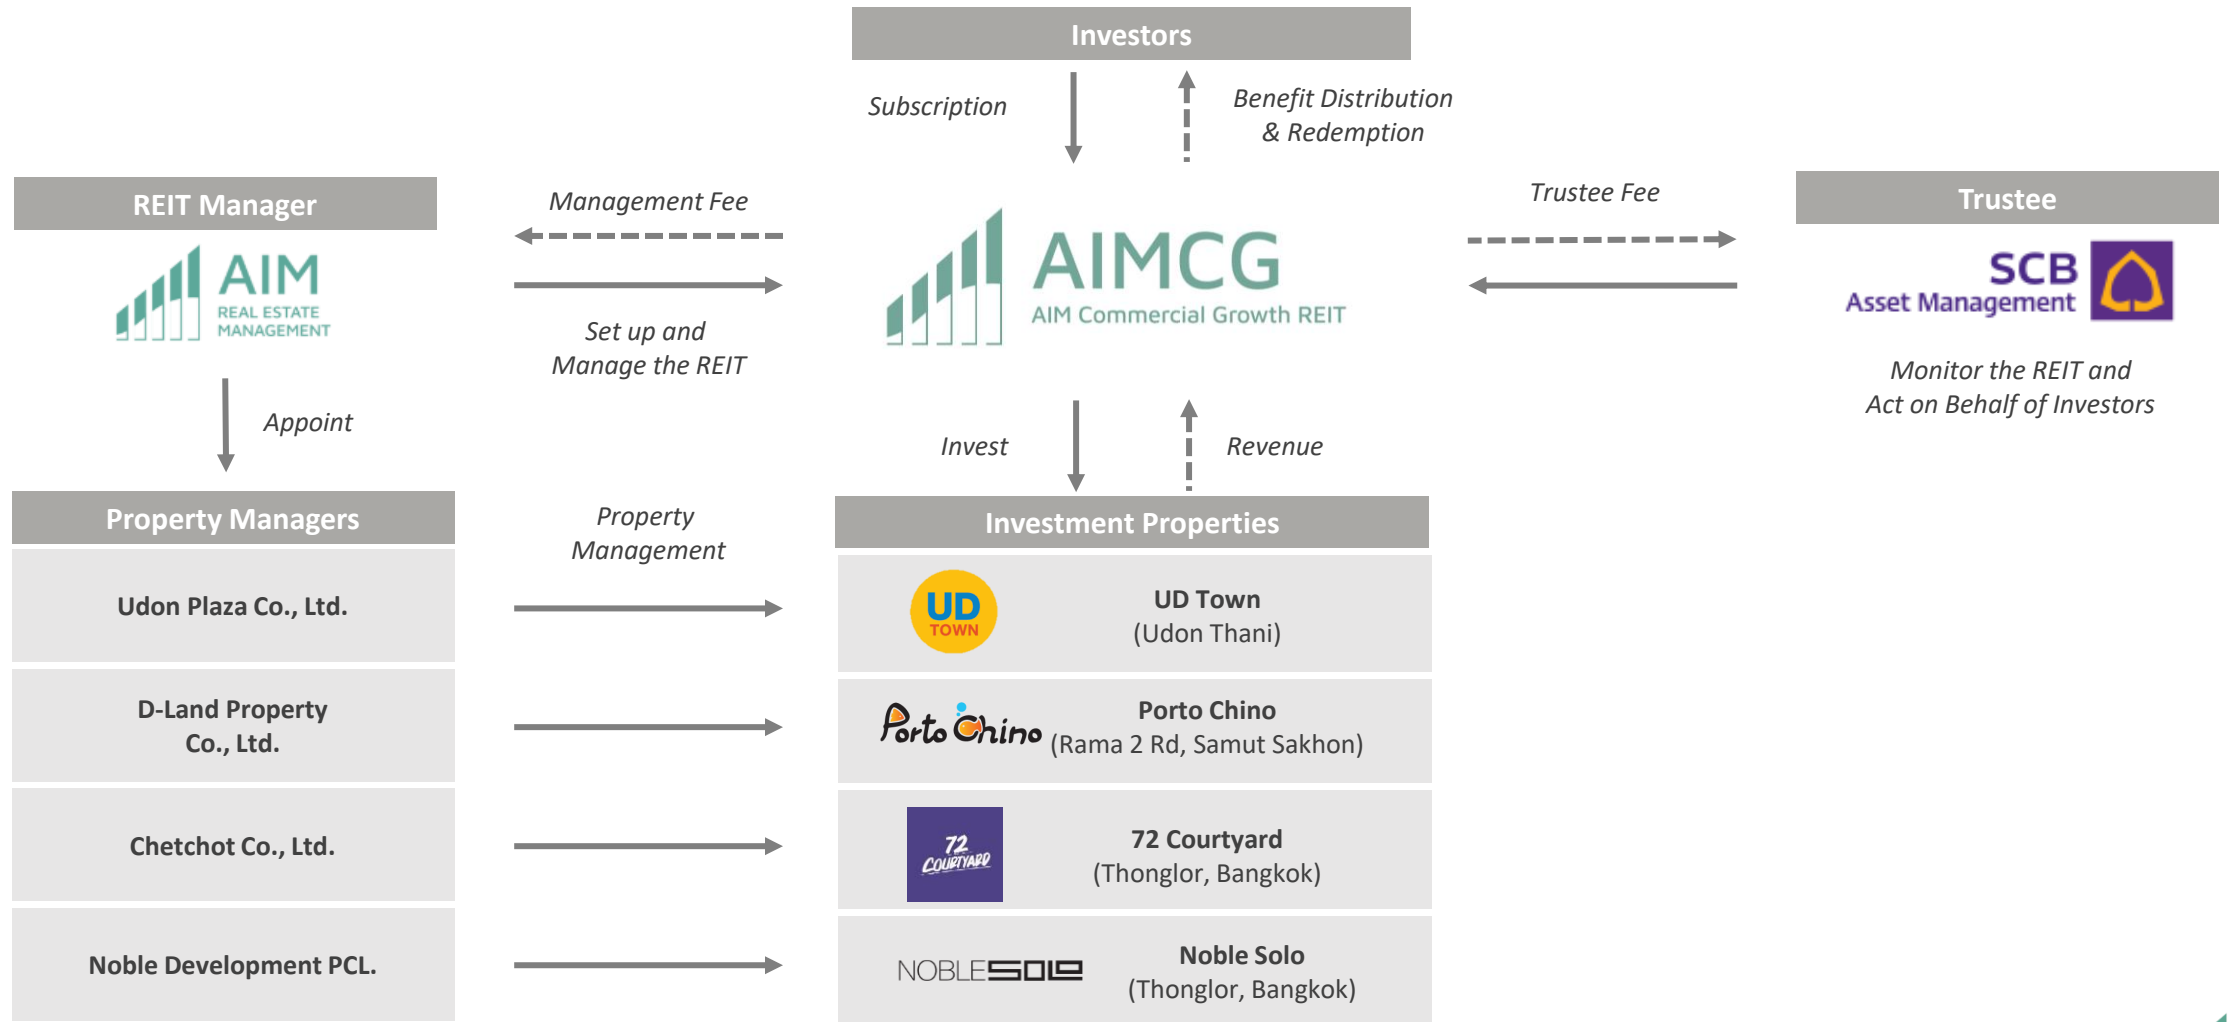 Investors
Subscription
Benefit Distribution
& Redemption
REIT Manager
AIM
REAL ESTATE
MANAGEMENT
Management Fee
Set up and
Manage the REIT
AIMCG
AIM Commercial Growth REIT
Trustee Fee
Trustee
SCB
Asset Management
Monitor the REIT and
Act on Behalf of Investors
Appoint
Invest
Revenue
Property Managers
Property
Management
Investment Properties
Udon Plaza Co., Ltd.
UD
TOWN
UD Town
(Udon Thani)
D-Land Property
Co., Ltd.
Porto Chino
Porto Chino
(Rama 2 Rd, Samut Sakhon)
Chetchot Co., Ltd.
72
COURTYARD
72 Courtyard
(Thonglor, Bangkok)
Noble Development PCL.
NOBLE SOLO
Noble Solo
(Thonglor, Bangkok)